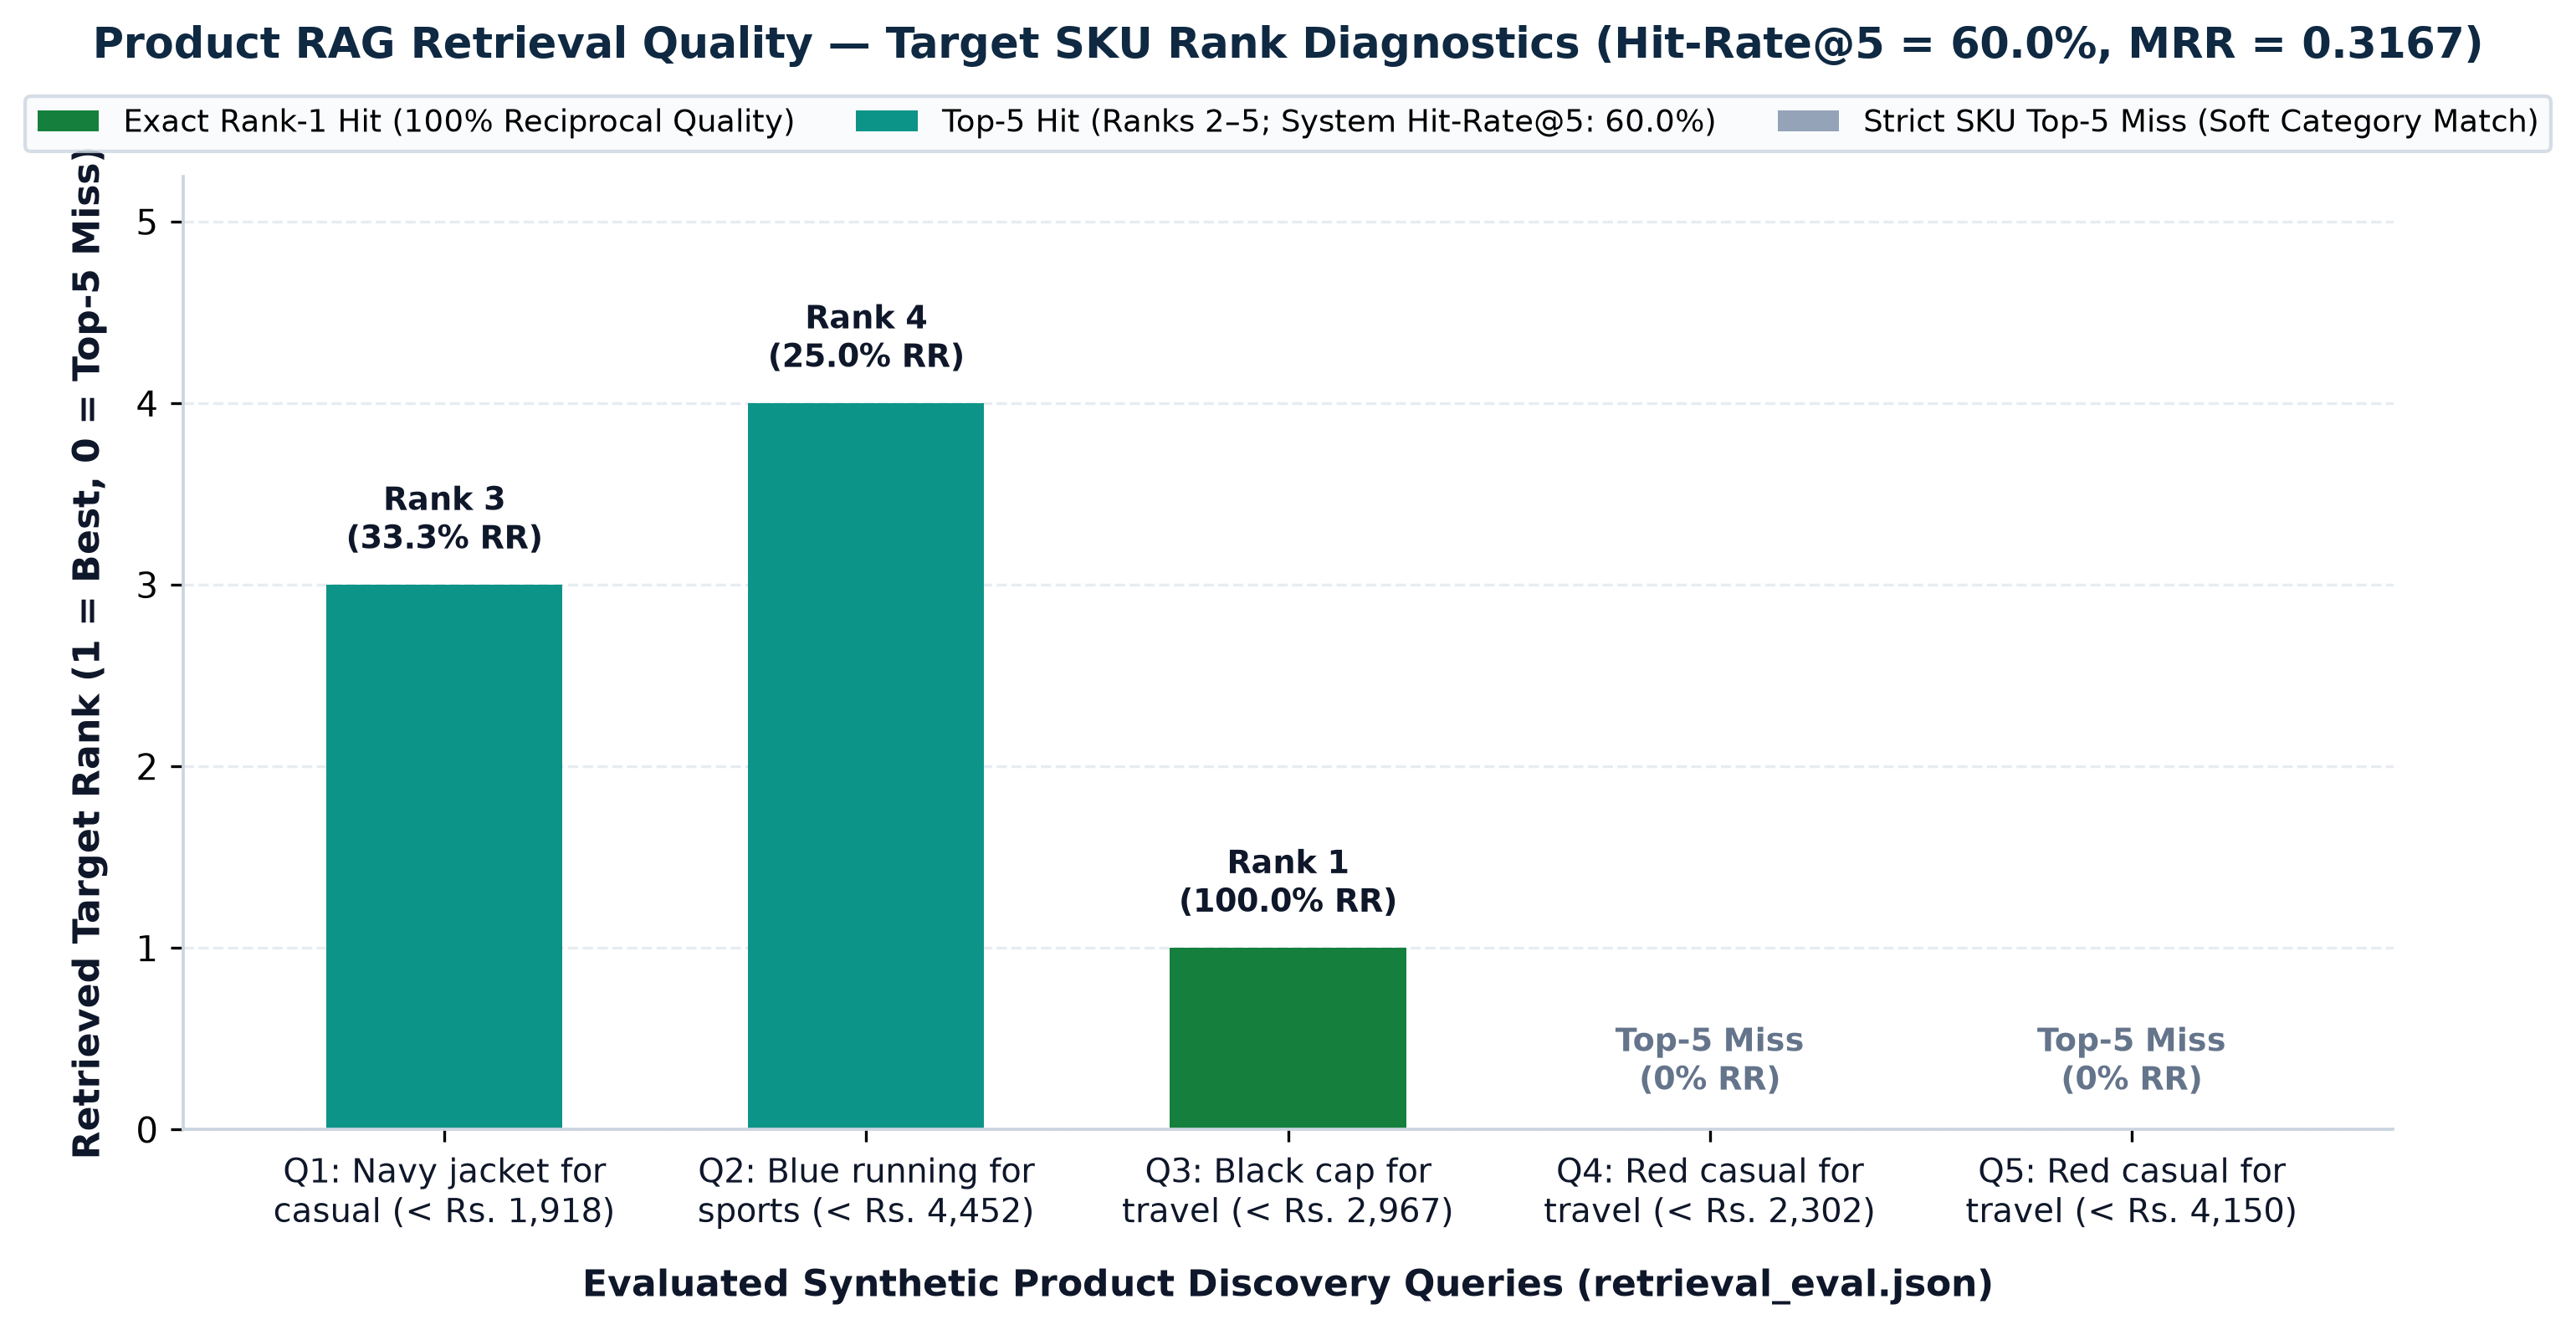 Product RAG Retrieval Quality — Target SKU Rank Diagnostics (Hit-Rate@5 = 60.0%, MRR = 0.3167)
Exact Rank-1 Hit (100% Reciprocal Quality)
Top-5 Hit (Ranks 2–5; System Hit-Rate@5: 60.0%)
Strict SKU Top-5 Miss (Soft Category Match)
Retrieved Target Rank (1 = Best, 0 = Top-5 Miss)
5
4
3
2
1
0
Rank 3
(33.3% RR)
Rank 4
(25.0% RR)
Rank 1
(100.0% RR)
Top-5 Miss
(0% RR)
Top-5 Miss
(0% RR)
Q1: Navy jacket for
casual (< Rs. 1,918)
Q2: Blue running for
sports (< Rs. 4,452)
Q3: Black cap for
travel (< Rs. 2,967)
Q4: Red casual for
travel (< Rs. 2,302)
Q5: Red casual for
travel (< Rs. 4,150)
Evaluated Synthetic Product Discovery Queries (retrieval_eval.json)